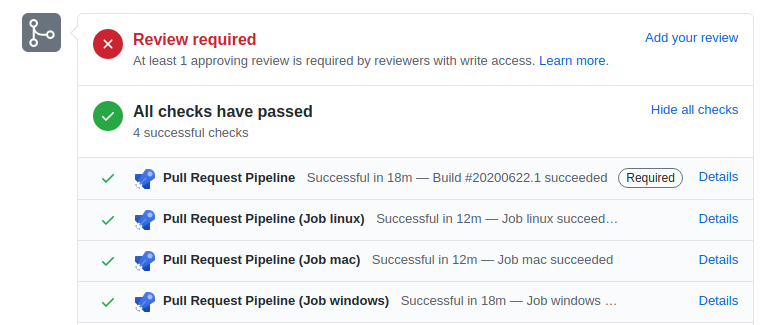 Review required
Add your review
At least 1 approving review is required by reviewers with write access. Learn more.
All checks have passed
Hide all checks
4 successful checks
Pull Request Pipeline Successful in 18m — Build #20200622.1 succeeded Required Details
Pull Request Pipeline (Job linux) Successful in 12m — Job linux succeed… Details
Pull Request Pipeline (Job mac) Successful in 12m — Job mac succeeded Details
Pull Request Pipeline (Job windows) Successful in 18m — Job windows … Details